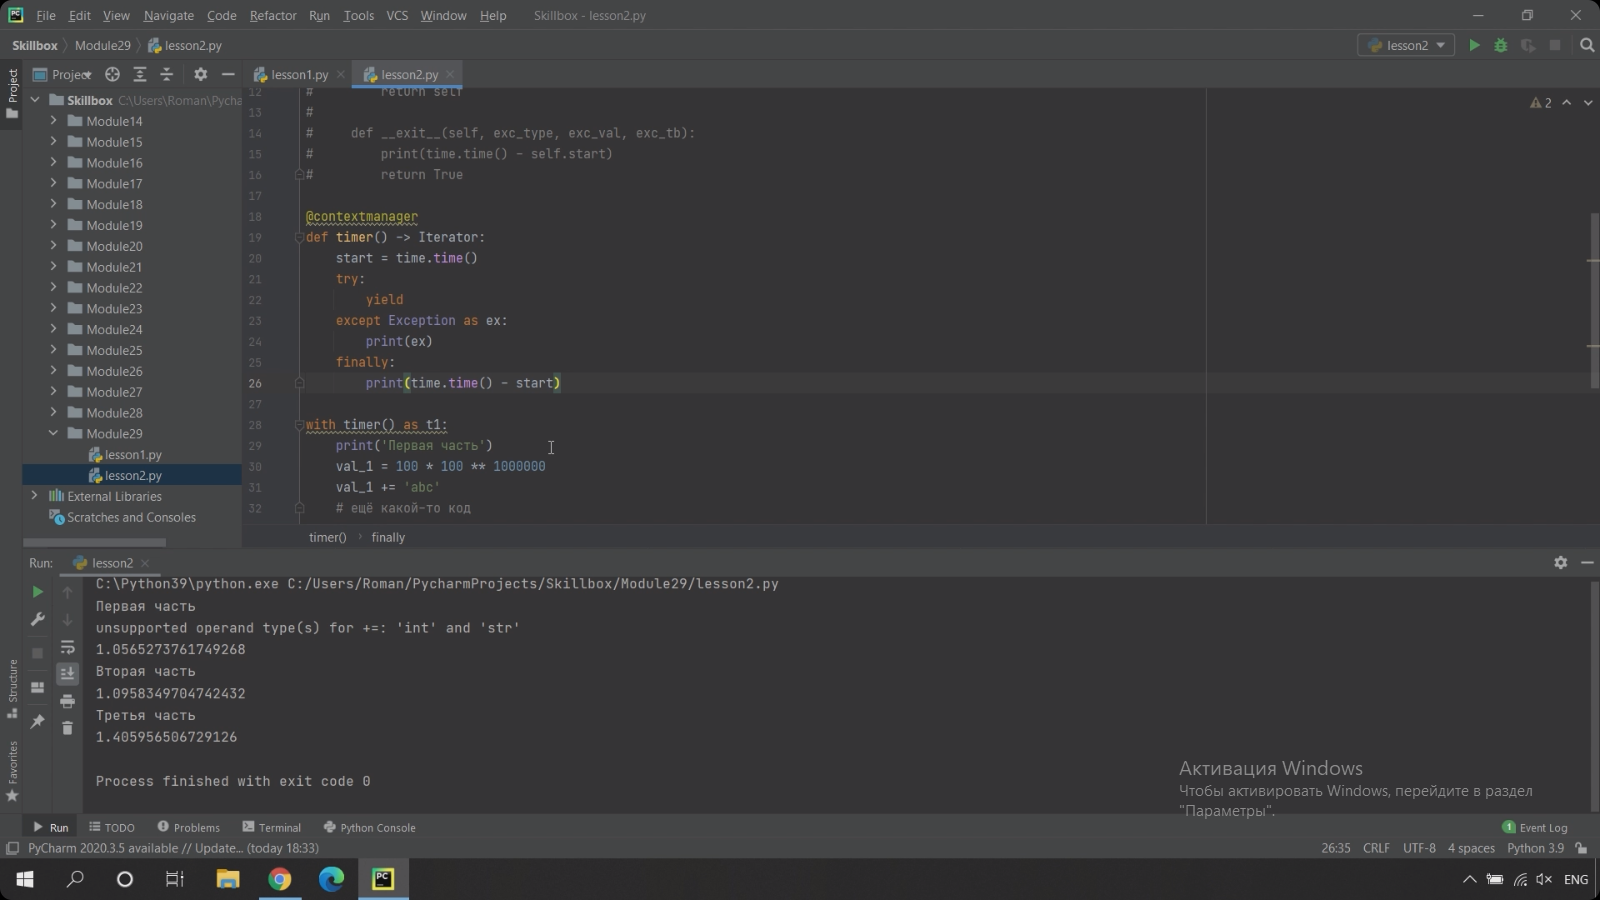 File Edit View Navigate Code Refactor Run Tools VCS Window Help Skillbox - lesson2.py
Skillbox Module29 lesson2.py lesson2
Project lesson1.py lesson2.py
Project
Skillbox C:\Users\Roman\Pycha
Module14
Module15
Module16
Module17
Module18
Module19
Module20
Module21
Module22
Module23
Module24
Module25
Module26
Module27
Module28
Module29
lesson1.py
lesson2.py
External Libraries
Scratches and Consoles
2
12 # return self
13 #
14 # def __exit__(self, exc_type, exc_val, exc_tb):
15 # print(time.time() - self.start)
16 # return True
17
18 @contextmanager
19 def timer() -> Iterator:
20 start = time.time()
21 try:
22 yield
23 except Exception as ex:
24 print(ex)
25 finally:
26 print(time.time() - start)
27
28 with timer() as t1:
29 print('Первая часть')
30 val_1 = 100 * 100 ** 1000000
31 val_1 += 'abc'
32 # ещё какой-то код
timer() finally
Run: lesson2
C:\Python39\python.exe C:/Users/Roman/PycharmProjects/Skillbox/Module29/lesson2.py
Первая часть
unsupported operand type(s) for +=: 'int' and 'str'
1.0565273761749268
Вторая часть
1.0958349704742432
Третья часть
1.405956506729126
Process finished with exit code 0
Structure
Favorites
Активация Windows
Чтобы активировать Windows, перейдите в раздел
"Параметры".
Run TODO Problems Terminal Python Console 1 Event Log
PyCharm 2020.3.5 available // Update... (today 18:33) 26:35 CRLF UTF-8 4 spaces Python 3.9
PC ENG